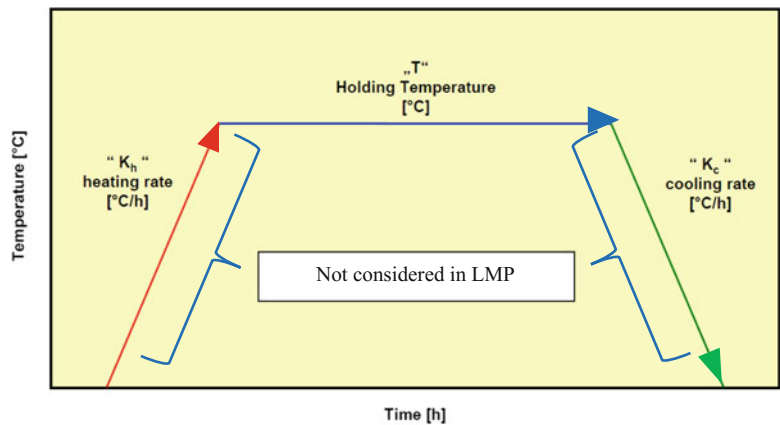 „T“
Holding Temperature
[°C]
“ Kh “
heating rate
[°C/h]
“ Kc “
cooling rate
[°C/h]
Not considered in LMP
Temperature [°C]
Time [h]